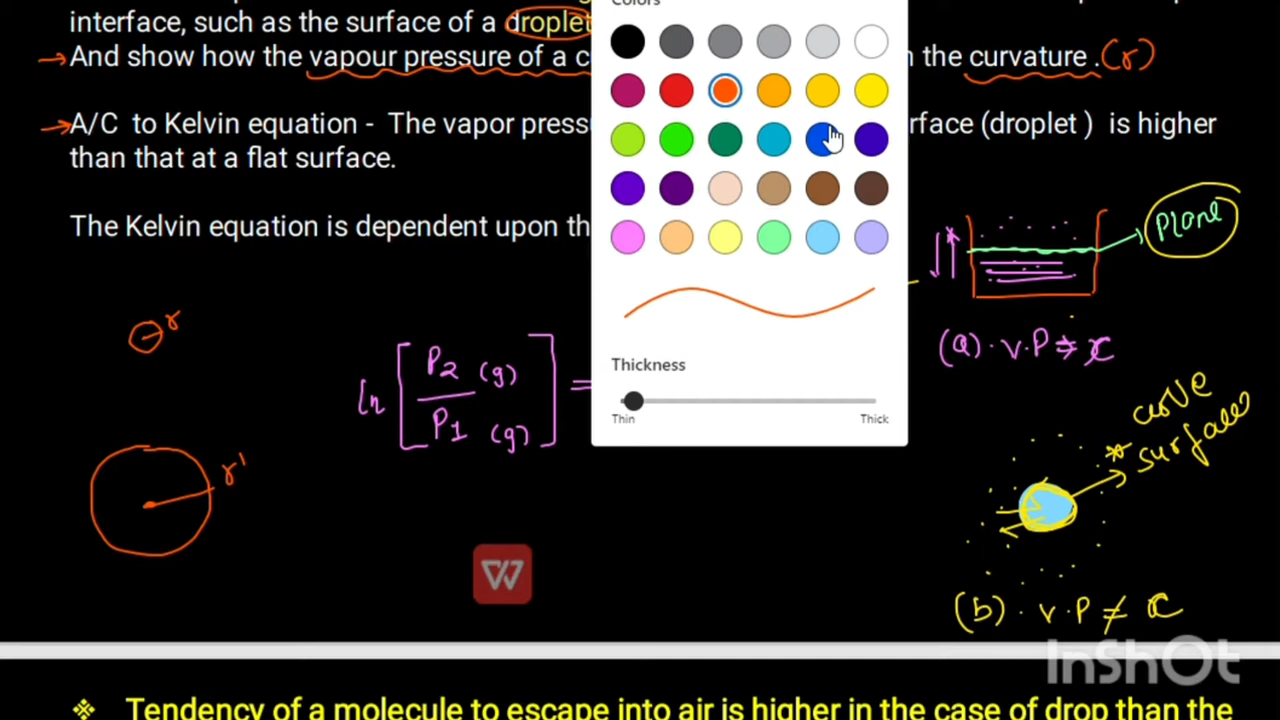 interface, such as the surface of a droplet
Colors
→ And show how the vapour pressure of a c
n the curvature . (r)
→ A/C to Kelvin equation - The vapor pressu
rface (droplet ) is higher
than that at a flat surface.
The Kelvin equation is dependent upon th
Plane
r
ln [P2 (g) / P1 (g)] =
(a) . V.P ⇒ C
Thickness
Thin Thick
curve
surface
r'
(b) . V.P ≠ C
W
InShOt
❖ Tendency of a molecule to escape into air is higher in the case of drop than the